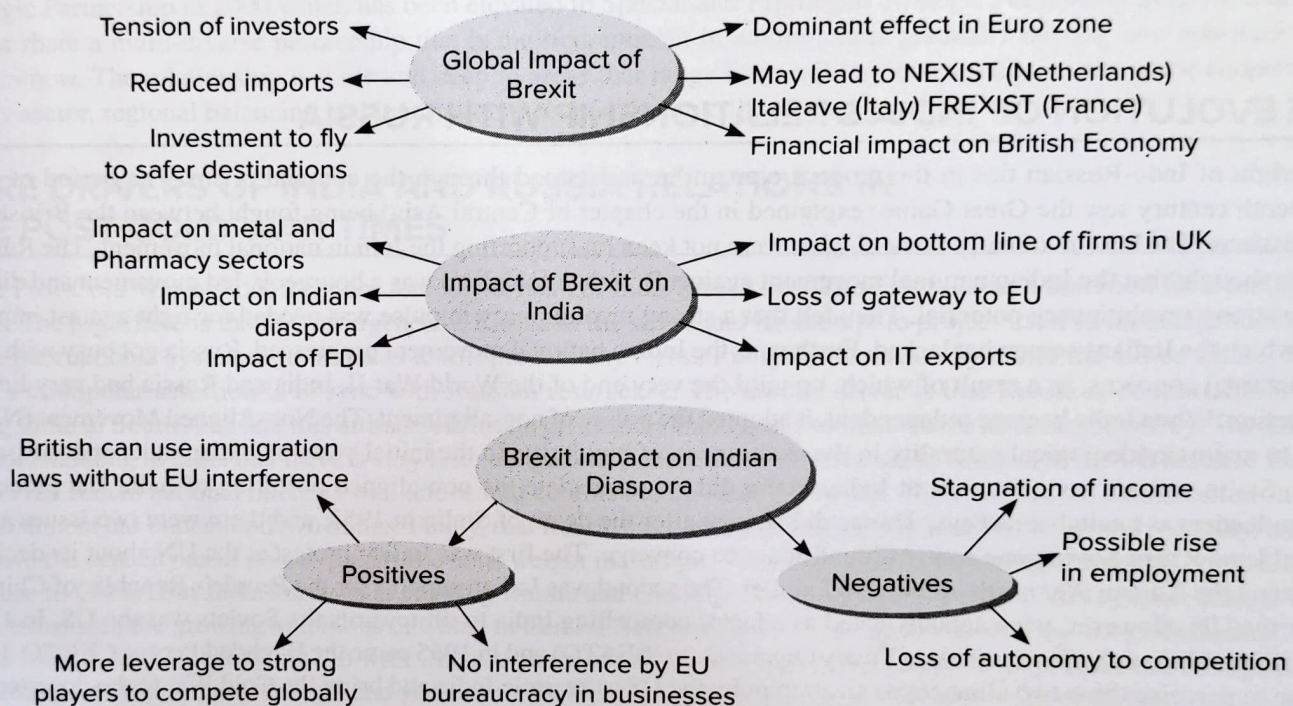 Tension of investors
Reduced imports
Investment to fly
to safer destinations
Global Impact of
Brexit
Dominant effect in Euro zone
May lead to NEXIST (Netherlands)
Italeave (Italy) FREXIST (France)
Financial impact on British Economy
Impact on metal and
Pharmacy sectors
Impact on Indian
diaspora
Impact on FDI
Impact of Brexit on
India
Impact on bottom line of firms in UK
Loss of gateway to EU
Impact on IT exports
Brexit impact on Indian
Diaspora
British can use immigration
laws without EU interference
Positives
More leverage to strong
players to compete globally
No interference by EU
bureaucracy in businesses
Negatives
Stagnation of income
Possible rise
in employment
Loss of autonomy to competition